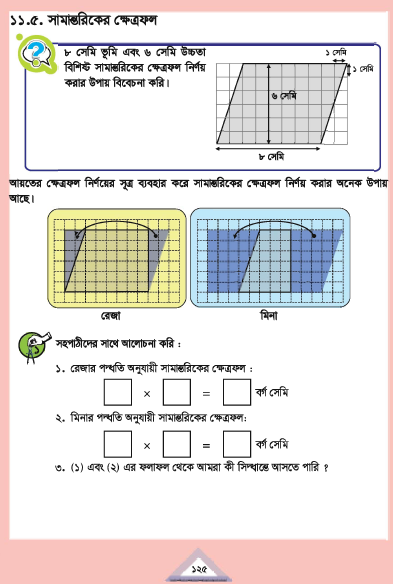 ১১.৫. সামান্তরিকের ক্ষেত্রফল
৮ সেমি ভূমি এবং ৬ সেমি উচ্চতা
বিশিষ্ট সামান্তরিকের ক্ষেত্রফল নির্ণয়
করার উপায় বিবেচনা করি।
১ সেমি
১ সেমি
৬ সেমি
৮ সেমি
আয়তের ক্ষেত্রফল নির্ণয়ের সূত্র ব্যবহার করে সামান্তরিকের ক্ষেত্রফল নির্ণয় করার অনেক উপায়
আছে।
রেজা
মিনা
সহপাঠীদের সাথে আলোচনা করি :
১. রেজার পদ্ধতি অনুযায়ী সামান্তরিকের ক্ষেত্রফল :
× = বর্গ সেমি
২. মিনার পদ্ধতি অনুযায়ী সামান্তরিকের ক্ষেত্রফল:
× = বর্গ সেমি
৩. (১) এবং (২) এর ফলাফল থেকে আমরা কী সিদ্ধান্তে আসতে পারি ?
১২৫